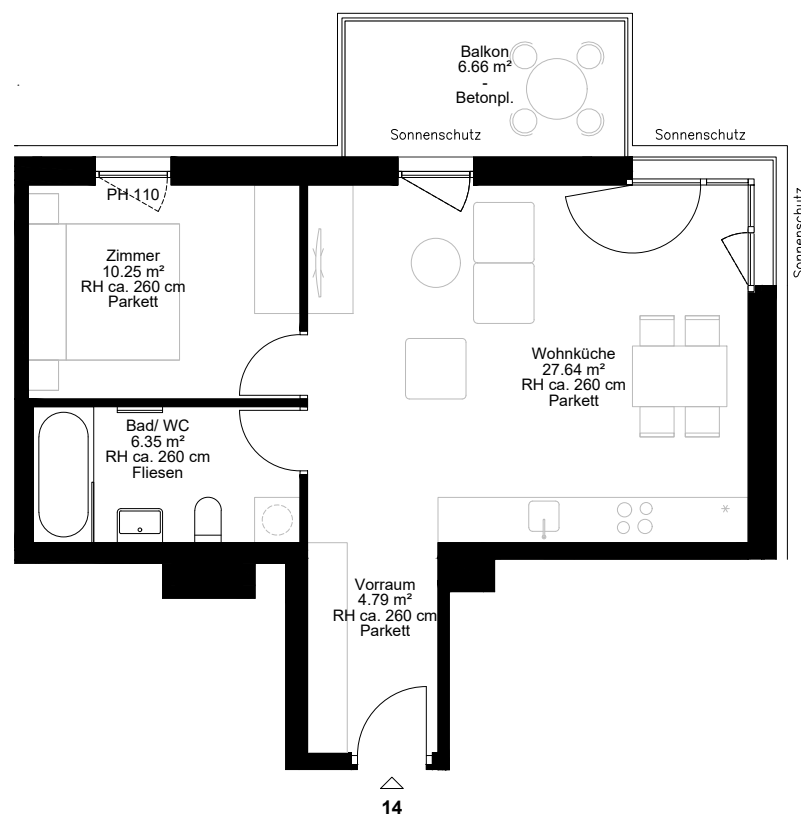 Balkon
6.66 m²
-
Betonpl.
Sonnenschutz
Sonnenschutz
Sonnenschutz
PH 110
Zimmer
10.25 m²
RH ca. 260 cm
Parkett
Wohnküche
27.64 m²
RH ca. 260 cm
Parkett
Bad/ WC
6.35 m²
RH ca. 260 cm
Fliesen
*
Vorraum
4.79 m²
RH ca. 260 cm
Parkett
14